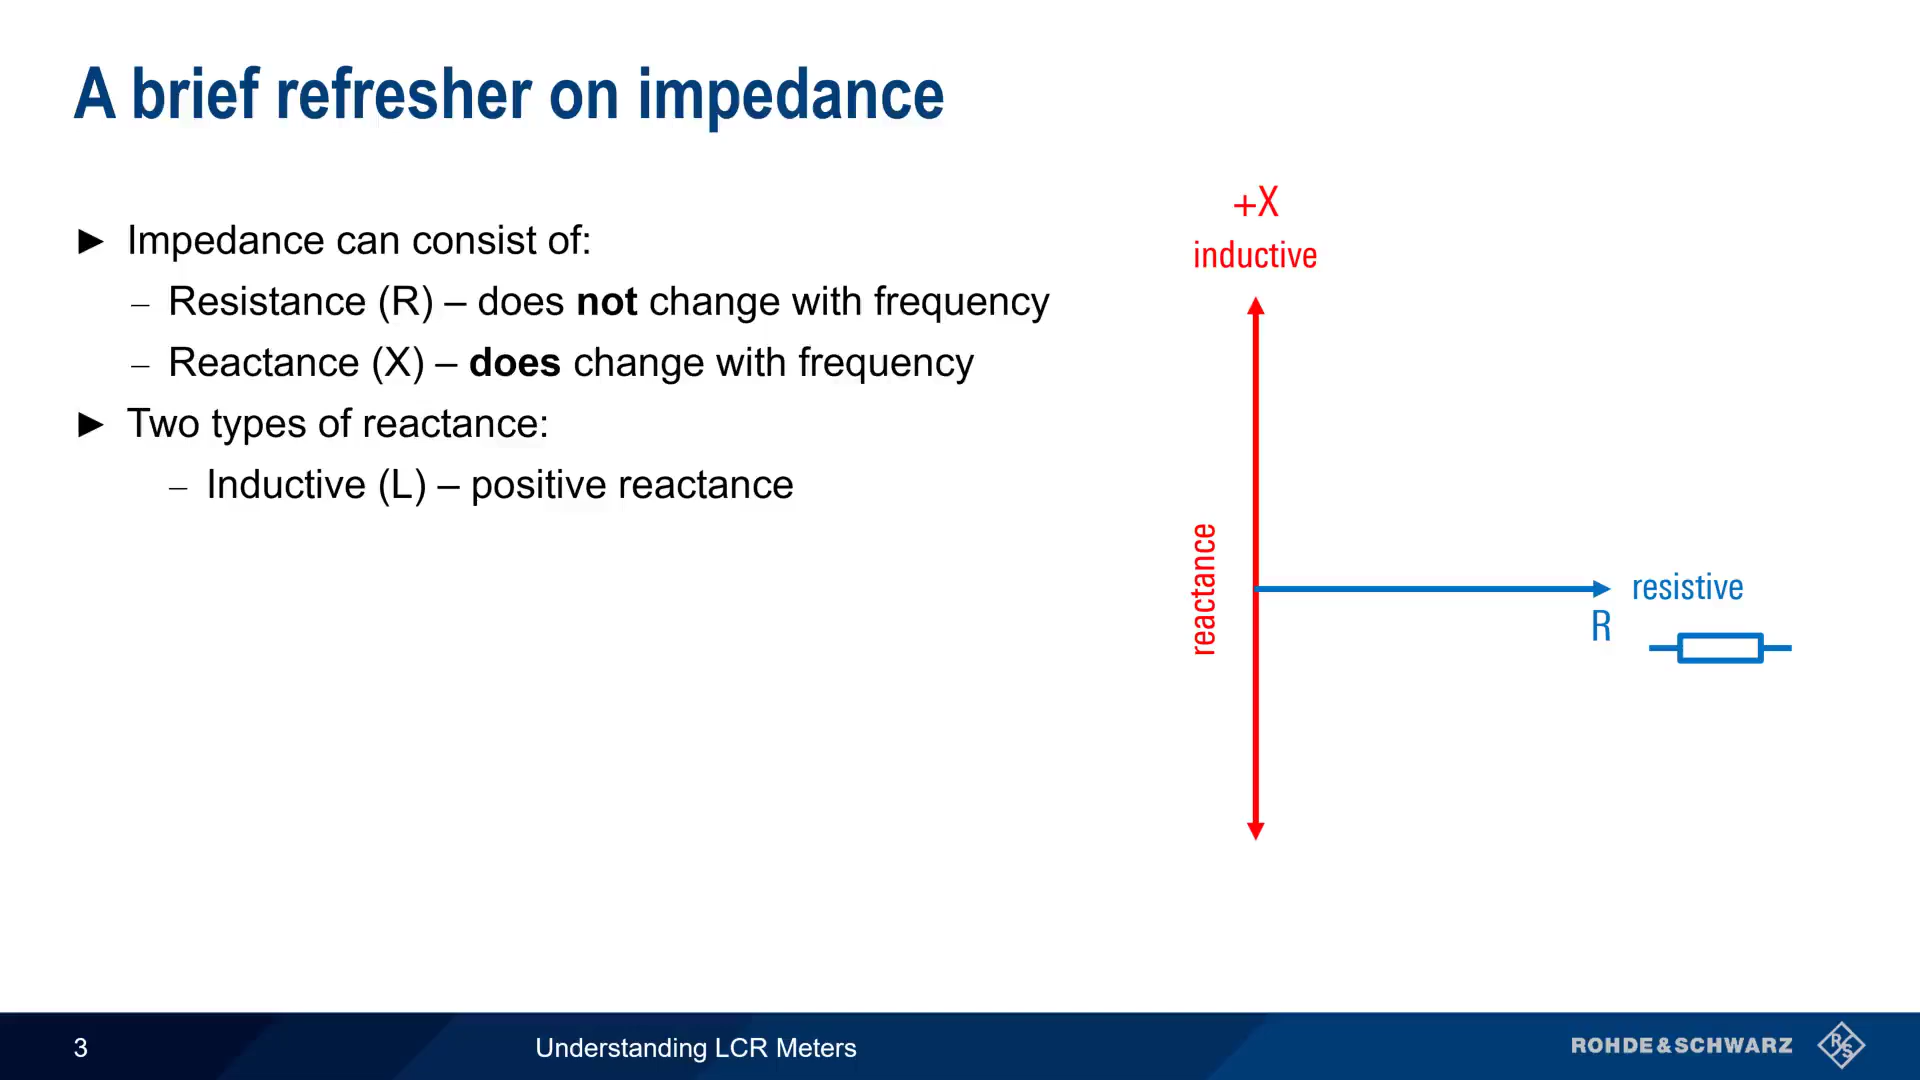 A brief refresher on impedance
► Impedance can consist of:
– Resistance (R) – does not change with frequency
– Reactance (X) – does change with frequency
► Two types of reactance:
– Inductive (L) – positive reactance
+X
inductive
reactance
resistive
R
3
Understanding LCR Meters
ROHDE&SCHWARZ
R
S